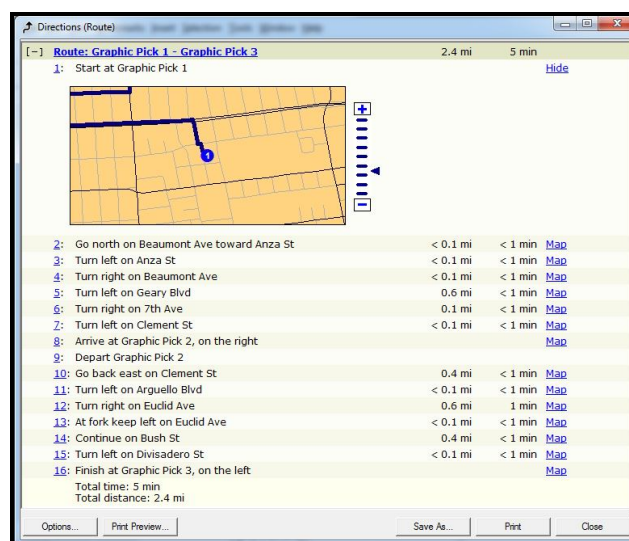 Directions (Route)
[-] Route: Graphic Pick 1 - Graphic Pick 3 2.4 mi 5 min
1: Start at Graphic Pick 1 Hide
1
2: Go north on Beaumont Ave toward Anza St < 0.1 mi < 1 min Map
3: Turn left on Anza St < 0.1 mi < 1 min Map
4: Turn right on Beaumont Ave < 0.1 mi < 1 min Map
5: Turn left on Geary Blvd 0.6 mi < 1 min Map
6: Turn right on 7th Ave 0.1 mi < 1 min Map
7: Turn left on Clement St < 0.1 mi < 1 min Map
8: Arrive at Graphic Pick 2, on the right Map
9: Depart Graphic Pick 2
10: Go back east on Clement St 0.4 mi < 1 min Map
11: Turn left on Arguello Blvd < 0.1 mi < 1 min Map
12: Turn right on Euclid Ave 0.6 mi 1 min Map
13: At fork keep left on Euclid Ave < 0.1 mi < 1 min Map
14: Continue on Bush St 0.4 mi < 1 min Map
15: Turn left on Divisadero St < 0.1 mi < 1 min Map
16: Finish at Graphic Pick 3, on the left Map
Total time: 5 min
Total distance: 2.4 mi
Options... Print Preview... Save As... Print Close